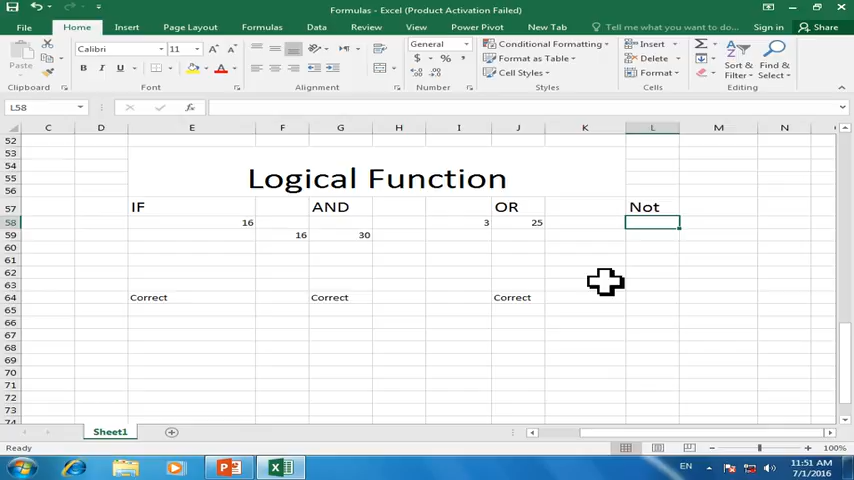 Formulas - Excel (Product Activation Failed)
File Home Insert Page Layout Formulas Data Review View Power Pivot New Tab Tell me what you want to do... Sign in Share
Calibri 11 General Conditional Formatting Insert
Paste B I U $ % Format as Table Delete Sort & Filter Find & Select
Cell Styles Format
Clipboard Font Alignment Number Styles Cells Editing
L58 fx
C D E F G H I J K L M N
52
53
54
55 Logical Function
56
57 IF AND OR Not
58 16 3 25
59 16 30
60
61
62
63
64 Correct Correct Correct
65
66
67
68
69
70
71
72
73
74
Sheet1
Ready 100%
EN 11:51 AM
7/1/2016